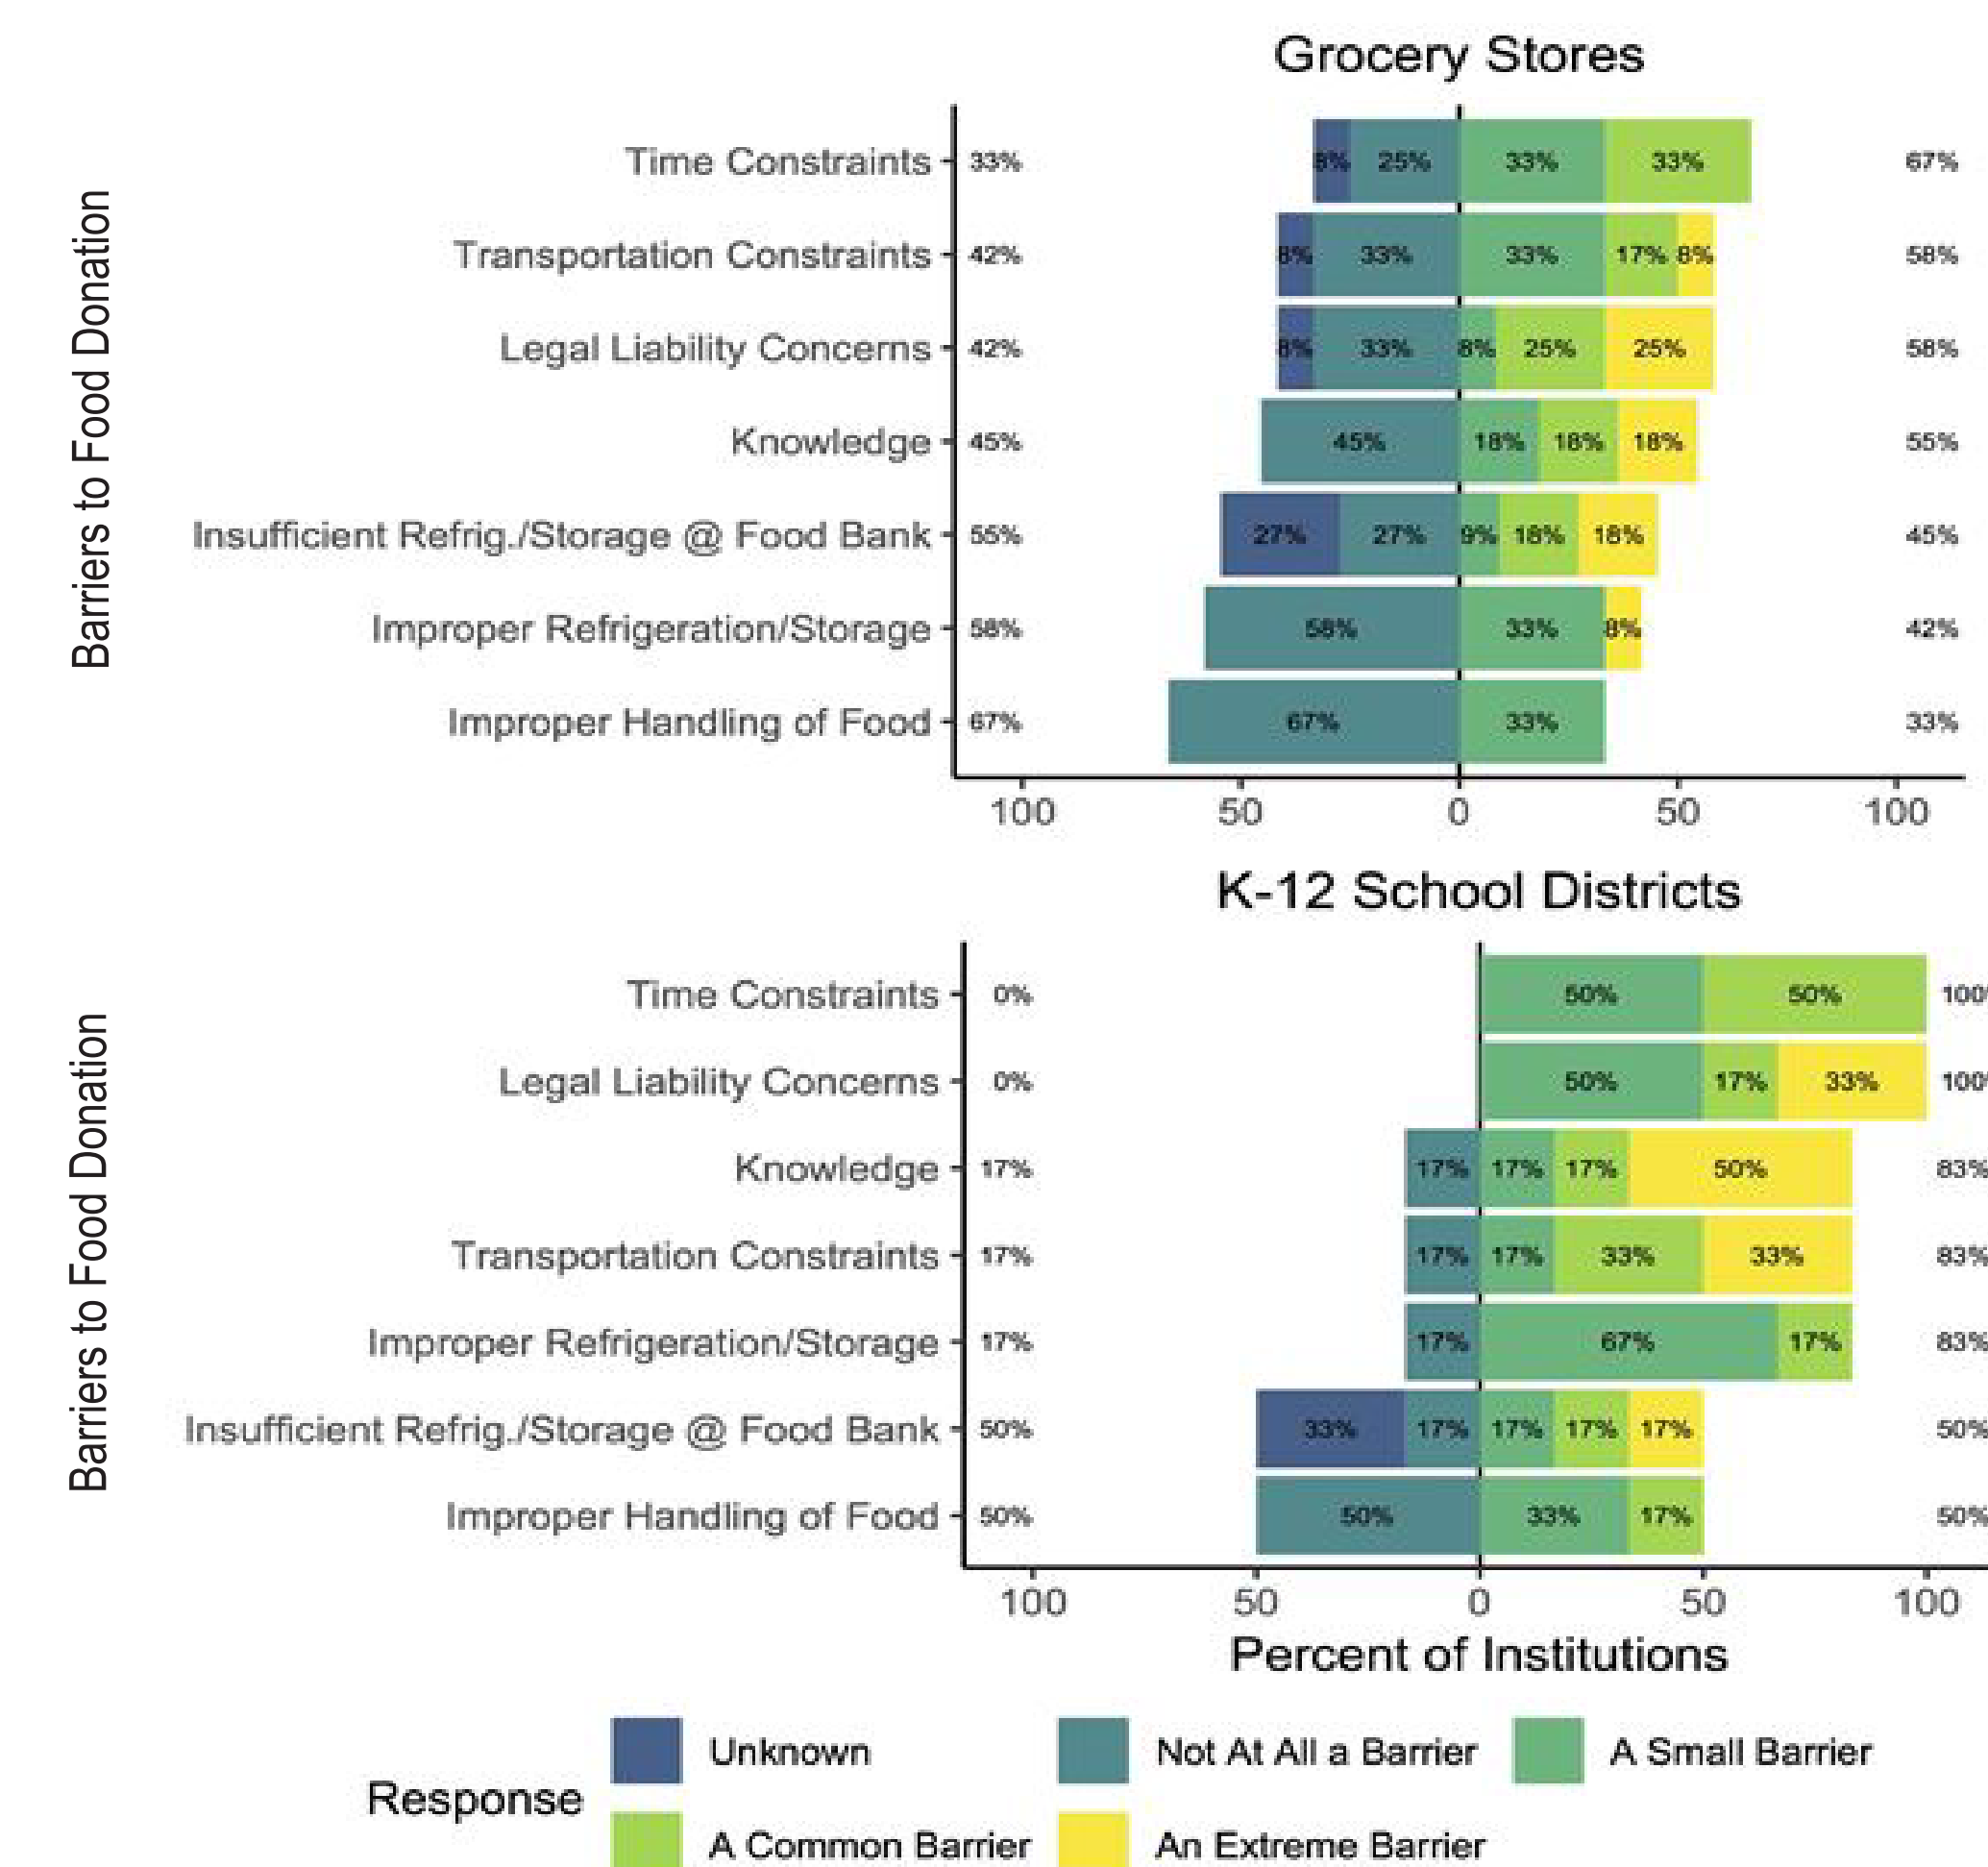 Grocery Stores
Barriers to Food Donation
Time Constraints 33% 8% 25% 33% 33% 67%
Transportation Constraints 42% 8% 33% 33% 17% 8% 58%
Legal Liability Concerns 42% 8% 33% 8% 25% 25% 58%
Knowledge 45% 45% 18% 18% 18% 55%
Insufficient Refrig./Storage @ Food Bank 55% 27% 27% 9% 18% 18% 45%
Improper Refrigeration/Storage 58% 58% 33% 8% 42%
Improper Handling of Food 67% 67% 33% 33%
100 50 0 50 100
K-12 School Districts
Barriers to Food Donation
Time Constraints 0% 50% 50% 100
Legal Liability Concerns 0% 50% 17% 33% 100
Knowledge 17% 17% 17% 17% 50% 83%
Transportation Constraints 17% 17% 17% 33% 33% 83%
Improper Refrigeration/Storage 17% 17% 67% 17% 83%
Insufficient Refrig./Storage @ Food Bank 50% 33% 17% 17% 17% 17% 50%
Improper Handling of Food 50% 50% 33% 17% 50%
100 50 0 50 100
Percent of Institutions
Response
Unknown Not At All a Barrier A Small Barrier
A Common Barrier An Extreme Barrier